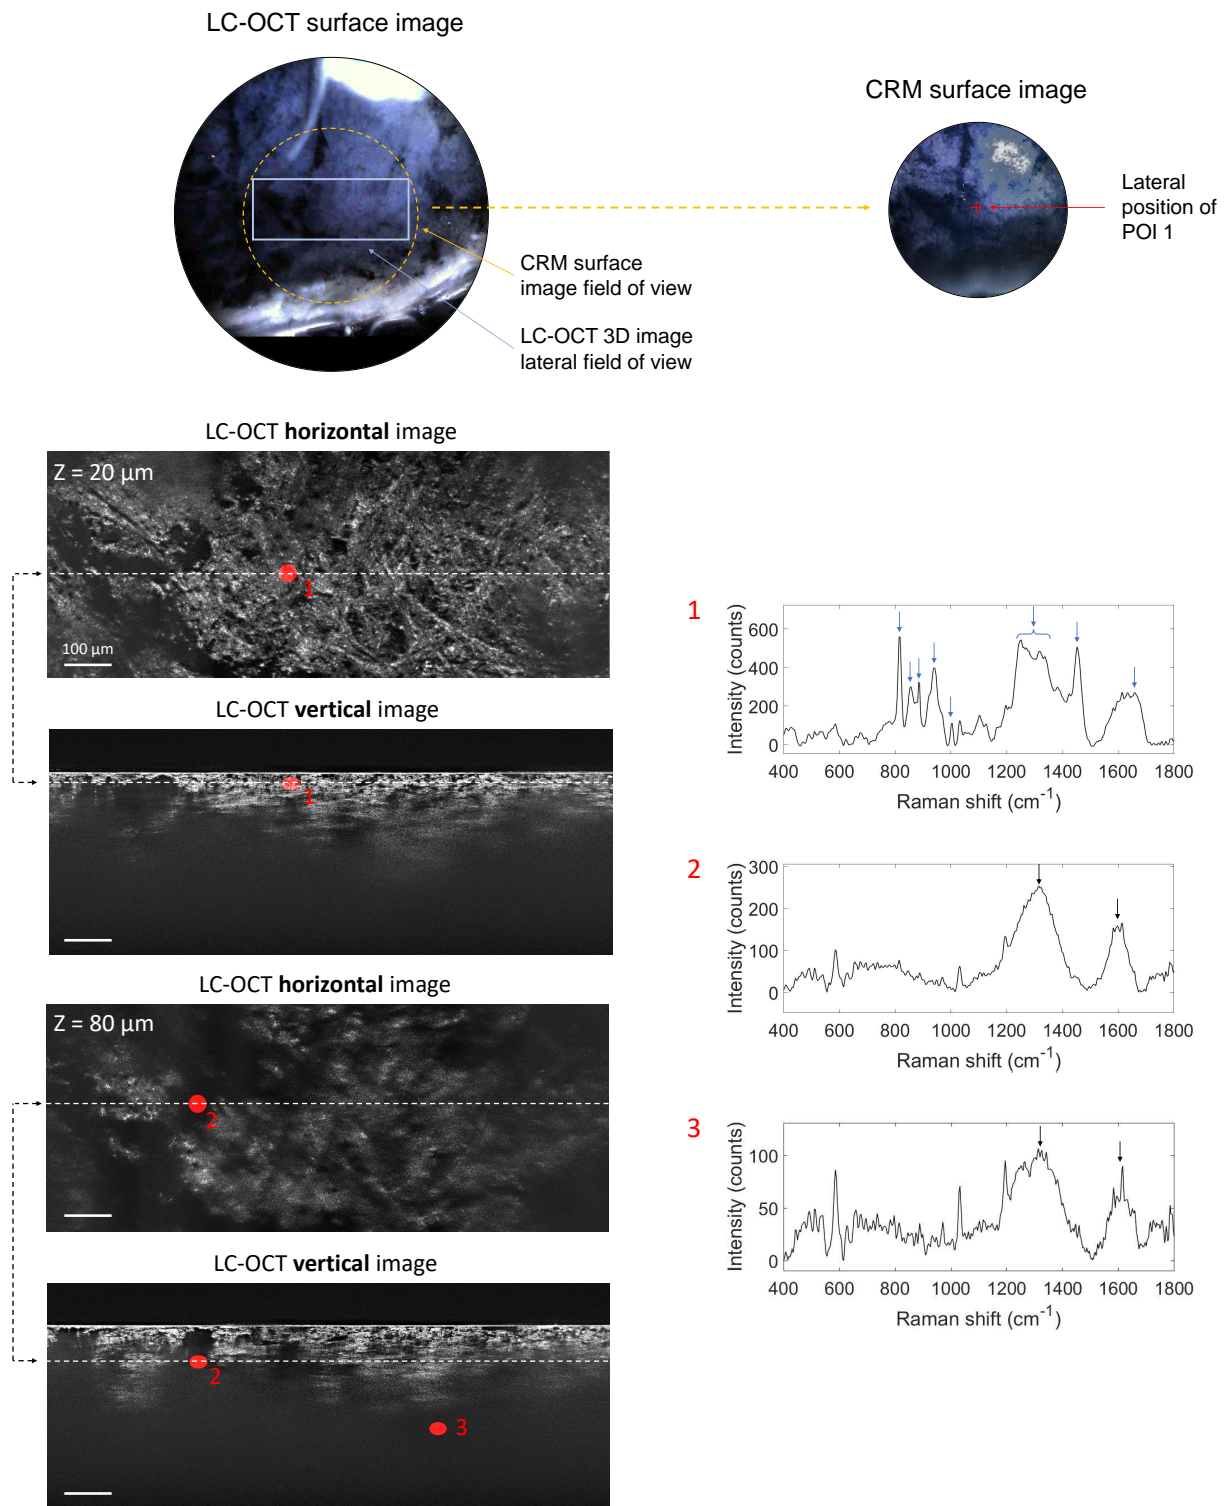 LC-OCT surface image
CRM surface image
Lateral
position of
POI 1
CRM surface
image field of view
LC-OCT 3D image
lateral field of view
LC-OCT horizontal image
Z = 20 µm
1
100 µm
LC-OCT vertical image
1
LC-OCT horizontal image
Z = 80 µm
2
LC-OCT vertical image
2
3
1
Intensity (counts)
600
400
200
0
400 600 800 1000 1200 1400 1600 1800
Raman shift (cm⁻¹)
2
Intensity (counts)
300
200
100
0
400 600 800 1000 1200 1400 1600 1800
Raman shift (cm⁻¹)
3
Intensity (counts)
100
50
0
400 600 800 1000 1200 1400 1600 1800
Raman shift (cm⁻¹)